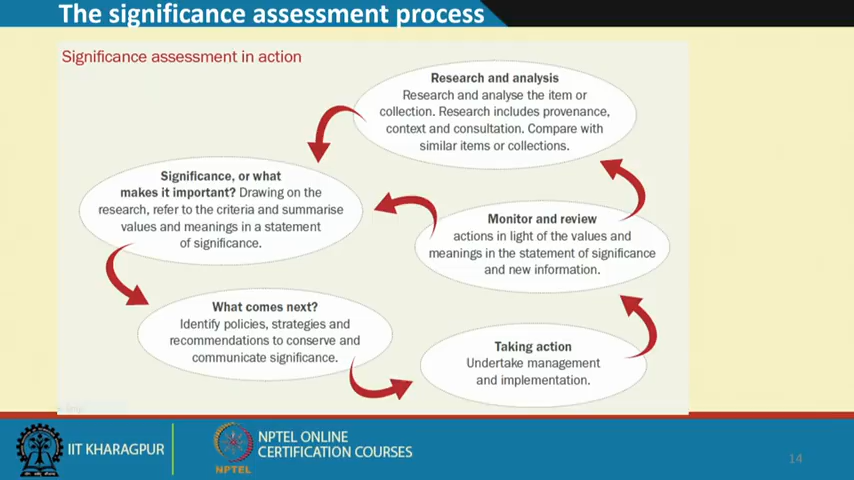 The significance assessment process
Significance assessment in action
Research and analysis
Research and analyse the item or
collection. Research includes provenance,
context and consultation. Compare with
similar items or collections.
Significance, or what
makes it important? Drawing on the
research, refer to the criteria and summarise
values and meanings in a statement
of significance.
Monitor and review
actions in light of the values and
meanings in the statement of significance
and new information.
What comes next?
Identify policies, strategies and
recommendations to conserve and
communicate significance.
Taking action
Undertake management
and implementation.
IIT KHARAGPUR
NPTEL
NPTEL ONLINE
CERTIFICATION COURSES
14